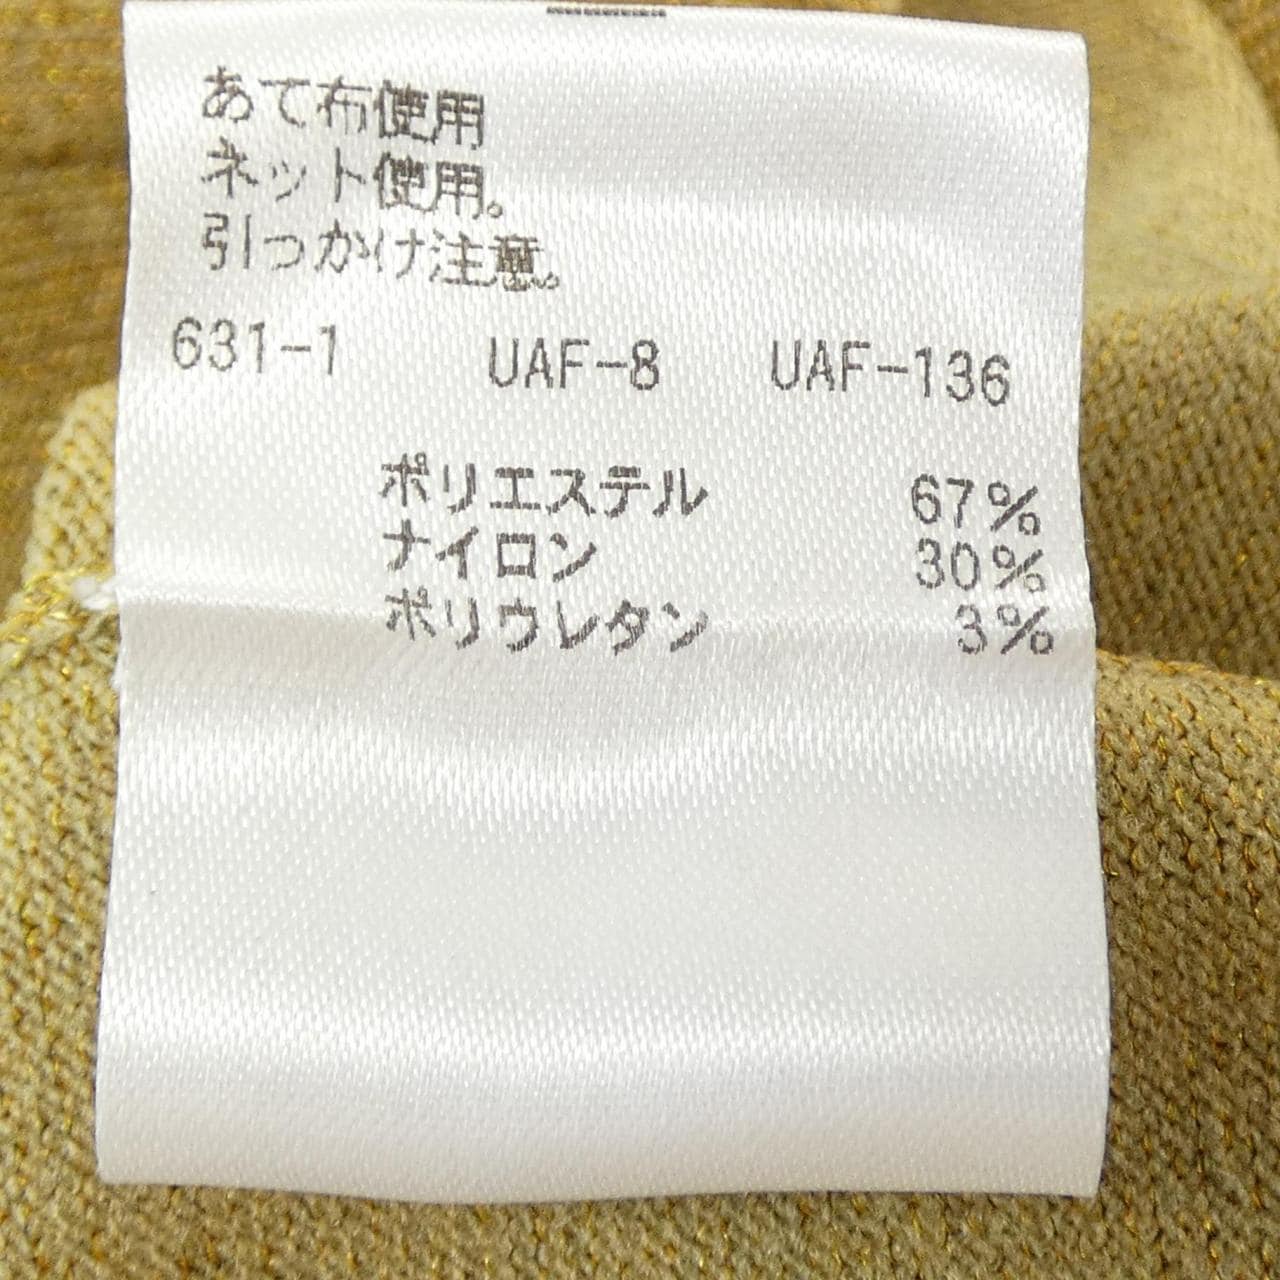 あて布使用
ネット使用。
引っかけ注意。
631-1 UAF-8 UAF-136
ポリエステル 67%
ナイロン 30%
ポリウレタン 3%